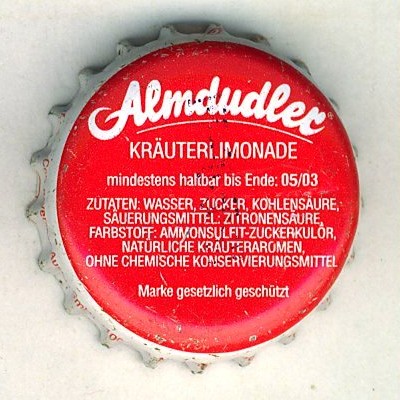 Almdudler
KRÄUTERLIMONADE
mindestens haltbar bis Ende: 05/03
ZUTATEN: WASSER, ZUCKER, KOHLENSÄURE,
SÄUERUNGSMITTEL: ZITRONENSÄURE,
FARBSTOFF: AMMONSULFIT-ZUCKERKULÖR,
NATÜRLICHE KRÄUTERAROMEN,
OHNE CHEMISCHE KONSERVIERUNGSMITTEL
Marke gesetzlich geschützt